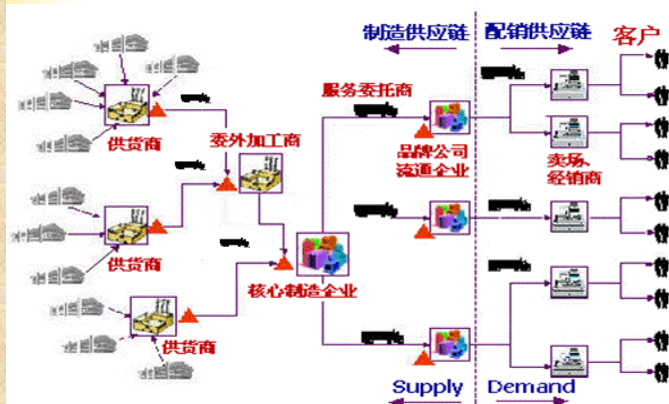 制造供应链
配销供应链
客户
服务委托商
供货商
委外加工商
品牌公司
流通企业
卖场、
经销商
供货商
核心制造企业
供货商
Supply
Demand